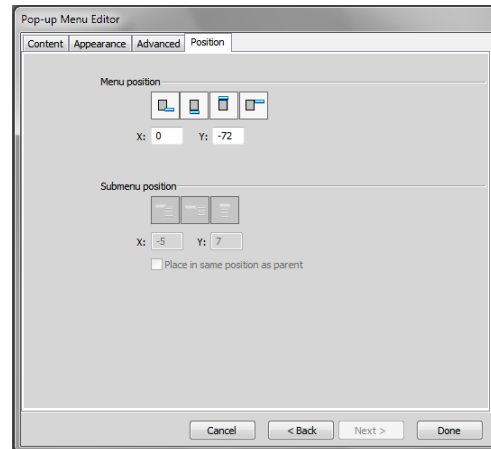 Pop-up Menu Editor
Content Appearance Advanced Position
Menu position
X: 0 Y: -72
Submenu position
X: -5 Y: 7
Place in same position as parent
Cancel < Back Next > Done